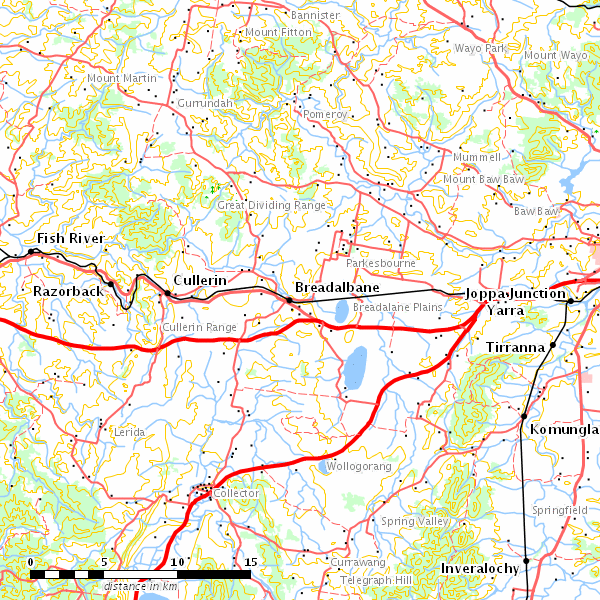 Bannister
Mount Fitton
Wayo Park
Mount Wayo
Mount Martin
Gurrundah
Pomeroy
Mummell
Mount Baw Baw
Great Dividing Range
Baw Baw
Fish River
Parkesbourne
Razorback
Cullerin
Breadalbane
Joppa Junction
Breadalane Plains
Yarra
Cullerin Range
Tirranna
Lerida
Komungla
Wollogorang
Collector
Spring Valley
Springfield
Currawang
Inveralochy
Telegraph Hill
0 5 10 15
distance in km